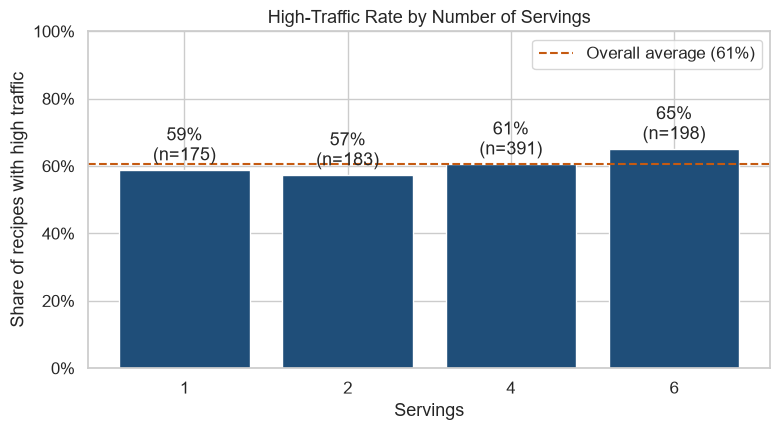 High-Traffic Rate by Number of Servings
Overall average (61%)
Share of recipes with high traffic
100%
80%
60%
40%
20%
0%
59%
(n=175)
57%
(n=183)
61%
(n=391)
65%
(n=198)
1
2
4
6
Servings